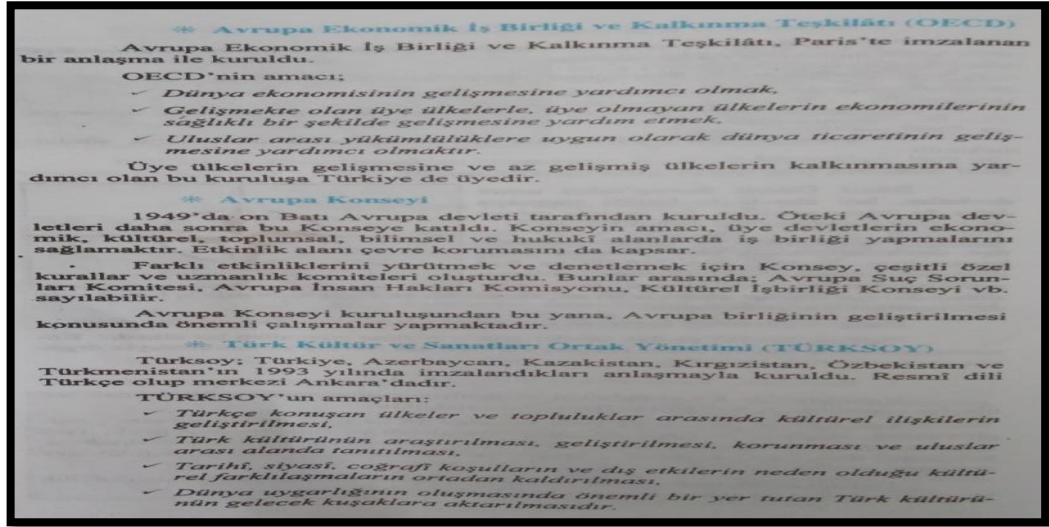 * Avrupa Ekonomik İş Birliği ve Kalkınma Teşkilâtı (OECD)
Avrupa Ekonomik İş Birliği ve Kalkınma Teşkilâtı, Paris'te imzalanan
bir anlaşma ile kuruldu.
OECD'nin amacı;
✓ Dünya ekonomisinin gelişmesine yardımcı olmak,
✓ Gelişmekte olan üye ülkelerle, üye olmayan ülkelerin ekonomilerinin
sağlıklı bir şekilde gelişmesine yardım etmek,
✓ Uluslar arası yükümlülüklere uygun olarak dünya ticaretinin geliş-
mesine yardımcı olmaktır.
Üye ülkelerin gelişmesine ve az gelişmiş ülkelerin kalkınmasına yar-
dımcı olan bu kuruluşa Türkiye de üyedir.
* Avrupa Konseyi
1949'da on Batı Avrupa devleti tarafından kuruldu. Öteki Avrupa dev-
letleri daha sonra bu Konseye katıldı. Konseyin amacı, üye devletlerin ekono-
mik, kültürel, toplumsal, bilimsel ve hukukî alanlarda iş birliği yapmalarını
sağlamaktır. Etkinlik alanı çevre korumasını da kapsar.
Farklı etkinliklerini yürütmek ve denetlemek için Konsey, çeşitli özel
kurallar ve uzmanlık komiteleri oluşturdu. Bunlar arasında; Avrupa Suç Sorun-
ları Komitesi, Avrupa İnsan Hakları Komisyonu, Kültürel İşbirliği Konseyi vb.
sayılabilir.
Avrupa Konseyi kuruluşundan bu yana, Avrupa birliğinin geliştirilmesi
konusunda önemli çalışmalar yapmaktadır.
* Türk Kültür ve Sanatları Ortak Yönetimi (TÜRKSOY)
Türksoy; Türkiye, Azerbaycan, Kazakistan, Kırgızistan, Özbekistan ve
Türkmenistan'ın 1993 yılında imzalandıkları anlaşmayla kuruldu. Resmî dili
Türkçe olup merkezi Ankara'dadır.
TÜRKSOY'un amaçları:
✓ Türkçe konuşan ülkeler ve topluluklar arasında kültürel ilişkilerin
geliştirilmesi,
✓ Türk kültürünün araştırılması, geliştirilmesi, korunması ve uluslar
arası alanda tanıtılması,
✓ Tarihî, siyasî, coğrafî koşulların ve dış etkilerin neden olduğu kültü-
rel farklılaşmaların ortadan kaldırılması,
✓ Dünya uygarlığının oluşmasında önemli bir yer tutan Türk kültürü-
nün gelecek kuşaklara aktarılmasıdır.